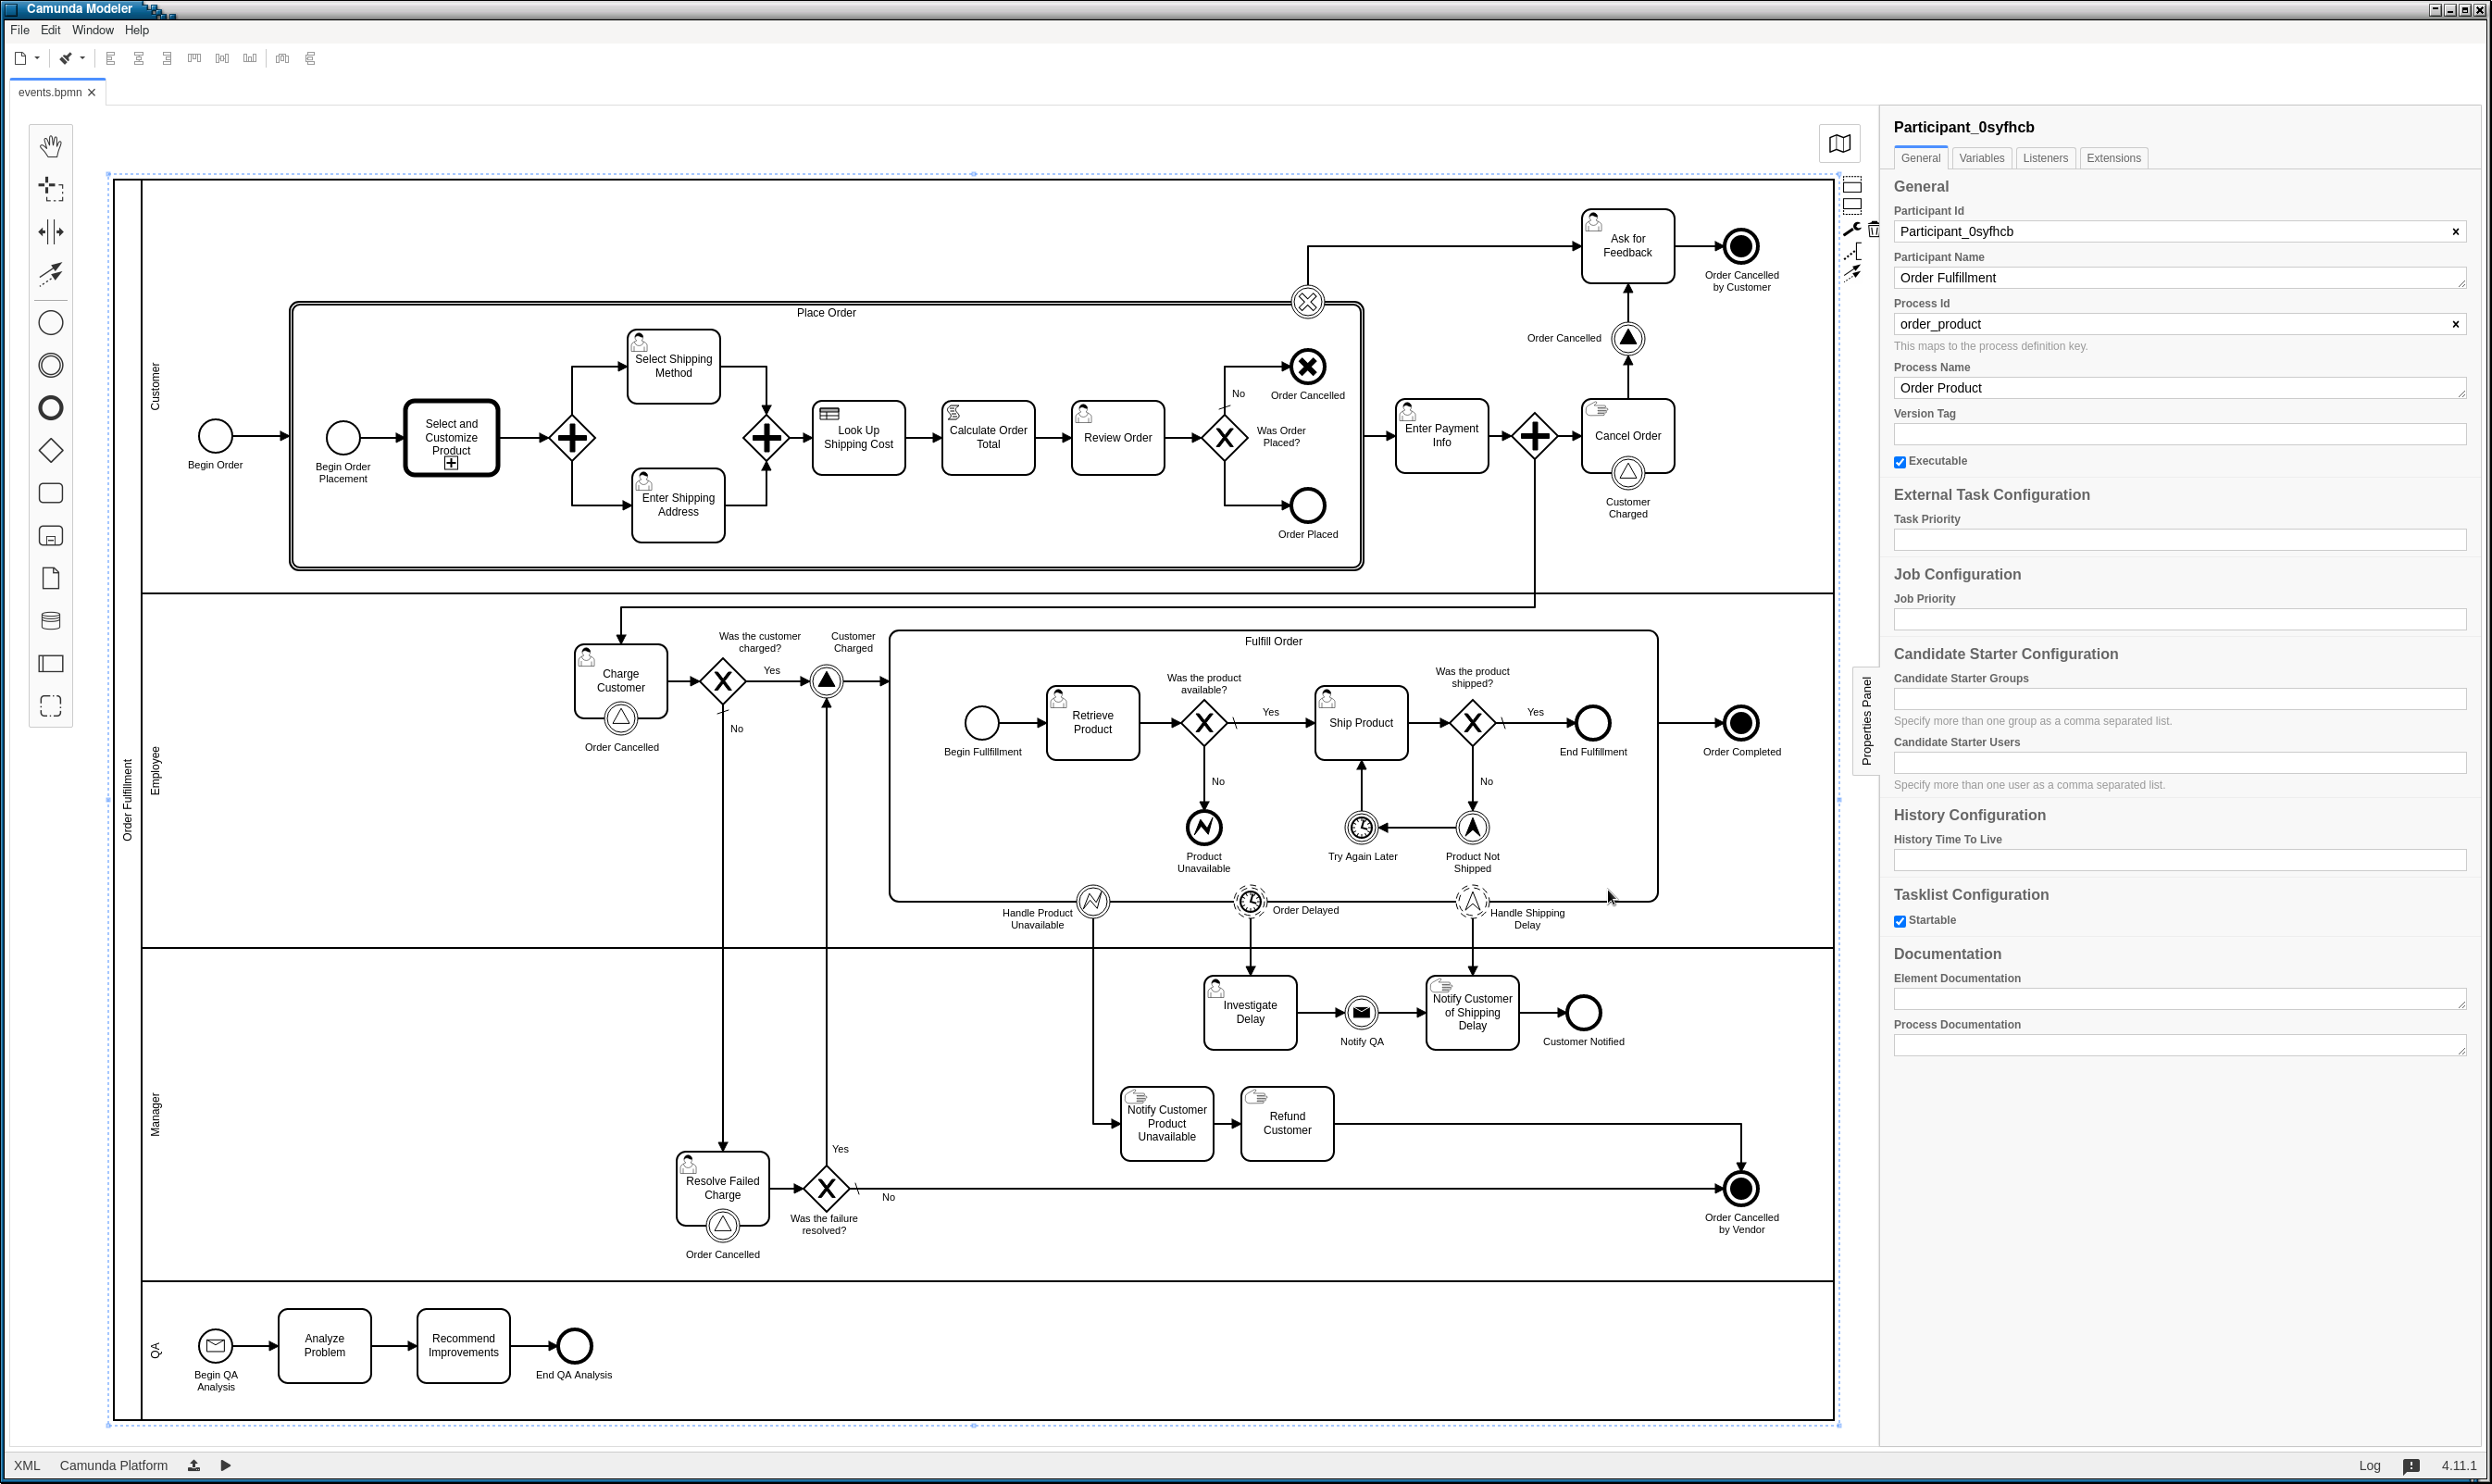 Camunda Modeler
File Edit Window Help
events.bpmn
Order Fulfillment
Customer
Begin Order
Place Order
Begin Order
Placement
Select and
Customize
Product
Select Shipping
Method
Enter Shipping
Address
Look Up
Shipping Cost
Calculate Order
Total
Review Order
Was Order
Placed?
No
Order Cancelled
Order Placed
Enter Payment
Info
Cancel Order
Customer
Charged
Order Cancelled
Ask for
Feedback
Order Cancelled
by Customer
Employee
Charge
Customer
Order Cancelled
Was the customer
charged?
Yes
No
Customer
Charged
Fulfill Order
Begin Fullfillment
Retrieve
Product
Was the product
available?
Yes
No
Product
Unavailable
Ship Product
Was the product
shipped?
Yes
No
End Fulfillment
Try Again Later
Product Not
Shipped
Order Completed
Handle Product
Unavailable
Order Delayed
Handle Shipping
Delay
Manager
Investigate
Delay
Notify QA
Notify Customer
of Shipping
Delay
Customer Notified
Notify Customer
Product
Unavailable
Refund
Customer
Resolve Failed
Charge
Order Cancelled
Yes
Was the failure
resolved?
No
Order Cancelled
by Vendor
QA
Begin QA
Analysis
Analyze
Problem
Recommend
Improvements
End QA Analysis
Properties Panel
Participant_0syfhcb
General Variables Listeners Extensions
General
Participant Id
Participant_0syfhcb
Participant Name
Order Fulfillment
Process Id
order_product
This maps to the process definition key.
Process Name
Order Product
Version Tag
Executable
External Task Configuration
Task Priority
Job Configuration
Job Priority
Candidate Starter Configuration
Candidate Starter Groups
Specify more than one group as a comma separated list.
Candidate Starter Users
Specify more than one user as a comma separated list.
History Configuration
History Time To Live
Tasklist Configuration
Startable
Documentation
Element Documentation
Process Documentation
XML Camunda Platform Log 4.11.1